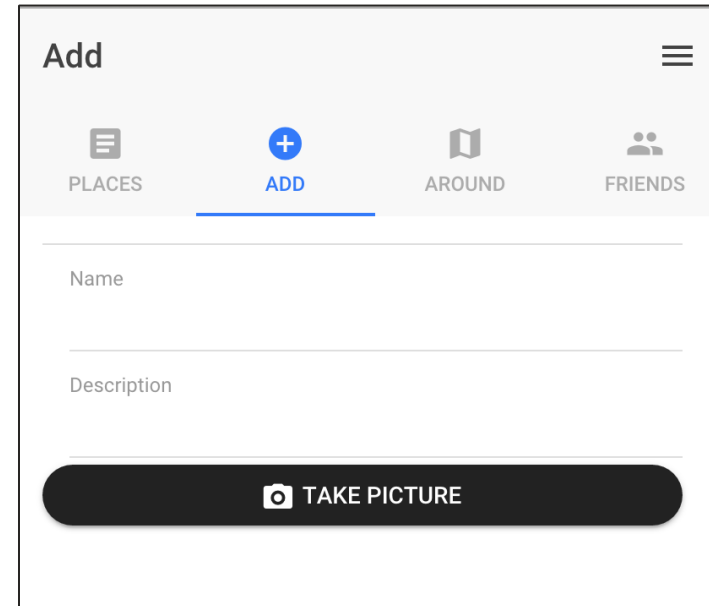 Add
PLACES ADD AROUND FRIENDS
Name
Description
TAKE PICTURE